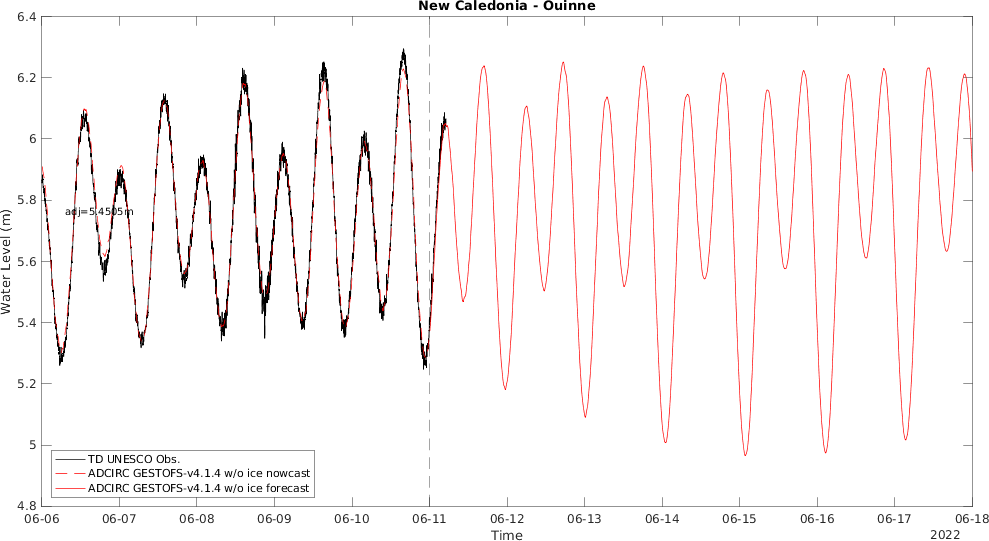 New Caledonia - Ouinne
6.4
6.2
6
5.8
5.6
5.4
5.2
5
4.8
Water Level (m)
adj=5.4505m
TD UNESCO Obs.
ADCIRC GESTOFS-v4.1.4 w/o ice nowcast
ADCIRC GESTOFS-v4.1.4 w/o ice forecast
06-06 06-07 06-08 06-09 06-10 06-11 06-12 06-13 06-14 06-15 06-16 06-17 06-18
Time
2022